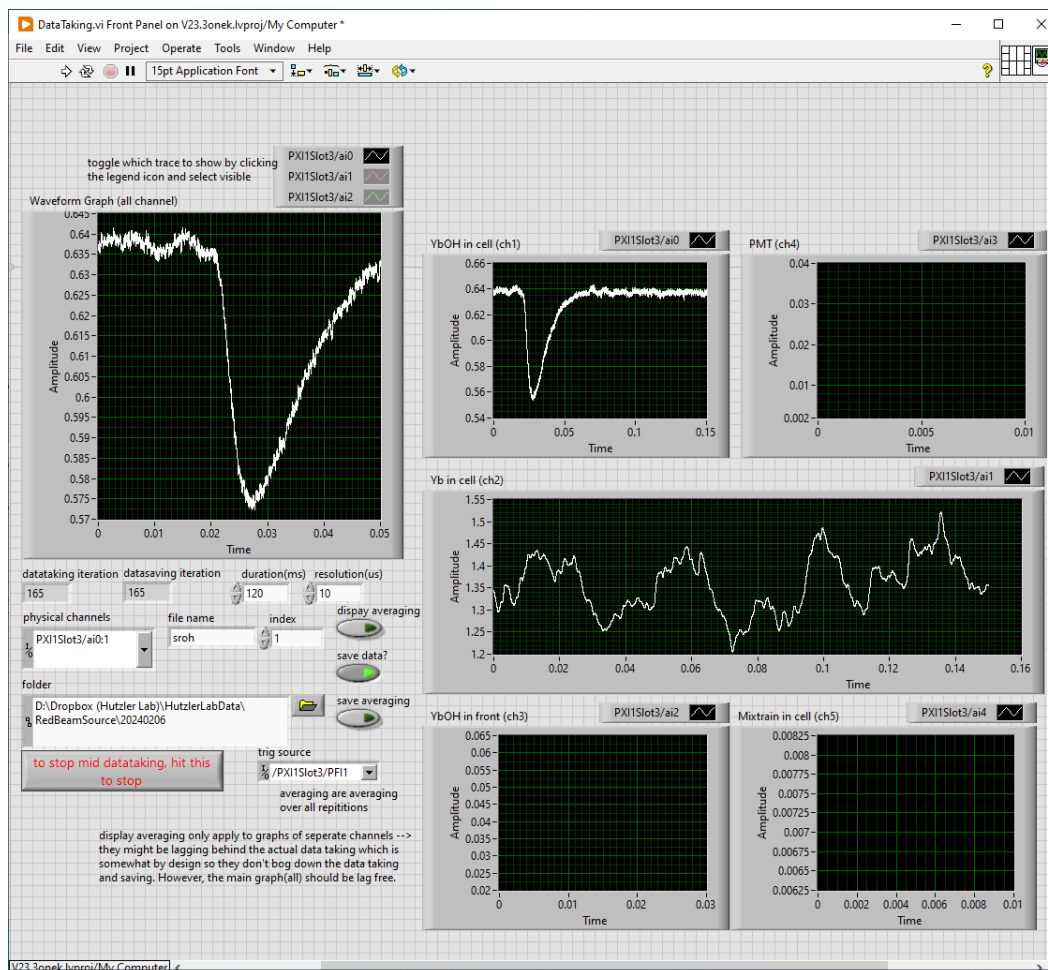 DataTaking.vi Front Panel on V23.3onek.lvproj/My Computer *
File Edit View Project Operate Tools Window Help
15pt Application Font
?
toggle which trace to show by clicking
the legend icon and select visible
PXI1Slot3/ai0
PXI1Slot3/ai1
PXI1Slot3/ai2
Waveform Graph (all channel)
0.645
0.64
0.635
0.63
0.625
0.62
0.615
0.61
0.605
0.6
0.595
0.59
0.585
0.58
0.575
0.57
Amplitude
0 0.01 0.02 0.03 0.04 0.05
Time
YbOH in cell (ch1)
PXI1Slot3/ai0
0.66
0.64
0.62
0.6
0.58
0.56
0.54
Amplitude
0 0.05 0.1 0.15
Time
PMT (ch4)
PXI1Slot3/ai3
0.04
0.03
0.02
0.01
0.002
Amplitude
0 0.005 0.01
Time
Yb in cell (ch2)
PXI1Slot3/ai1
1.55
1.5
1.45
1.4
1.35
1.3
1.25
1.2
Amplitude
0 0.02 0.04 0.06 0.08 0.1 0.12 0.14 0.16
Time
datataking iteration datasaving iteration duration(ms) resolution(us)
165 165 120 10
physical channels file name index dispay averaging
PXI1Slot3/ai0:1 sroh 1
save data?
folder
save averaging
D:\Dropbox (Hutzler Lab)\HutzlerLabData\
RedBeamSource\20240206
to stop mid datataking, hit this
to stop
trig source
/PXI1Slot3/PFI1
averaging are averaging
over all repititions
display averaging only apply to graphs of seperate channels -->
they might be lagging behind the actual data taking which is
somewhat by design so they don't bog down the data taking
and saving. However, the main graph(all) should be lag free.
YbOH in front (ch3)
PXI1Slot3/ai2
0.065
0.06
0.055
0.05
0.045
0.04
0.035
0.03
0.025
0.02
Amplitude
0 0.01 0.02 0.03
Time
Mixtrain in cell (ch5)
PXI1Slot3/ai4
0.00825
0.008
0.00775
0.0075
0.00725
0.007
0.00675
0.0065
0.00625
Amplitude
0 0.002 0.004 0.006 0.008 0.01
Time
V23.3onek.lvproj/My Computer